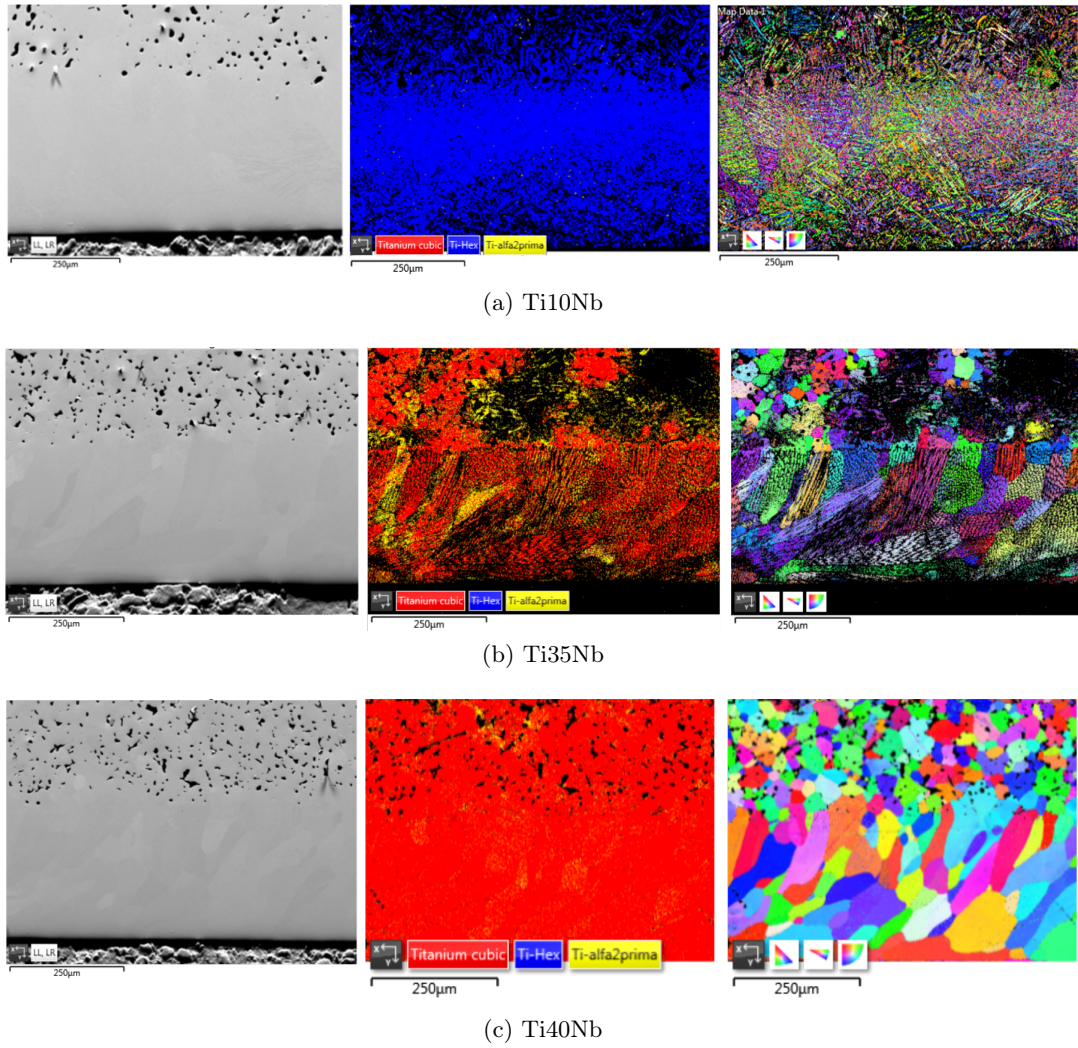 Map Data-1
X Y LL, LR Titanium cubic Ti-Hex Ti-alfa2prima X Y
250µm 250µm 250µm
(a) Ti10Nb
X Y LL, LR X Y Titanium cubic Ti-Hex Ti-alfa2prima X Y
250µm 250µm 250µm
(b) Ti35Nb
X Y LL, LR X Y Titanium cubic Ti-Hex Ti-alfa2prima X Y
250µm 250µm 250µm
(c) Ti40Nb